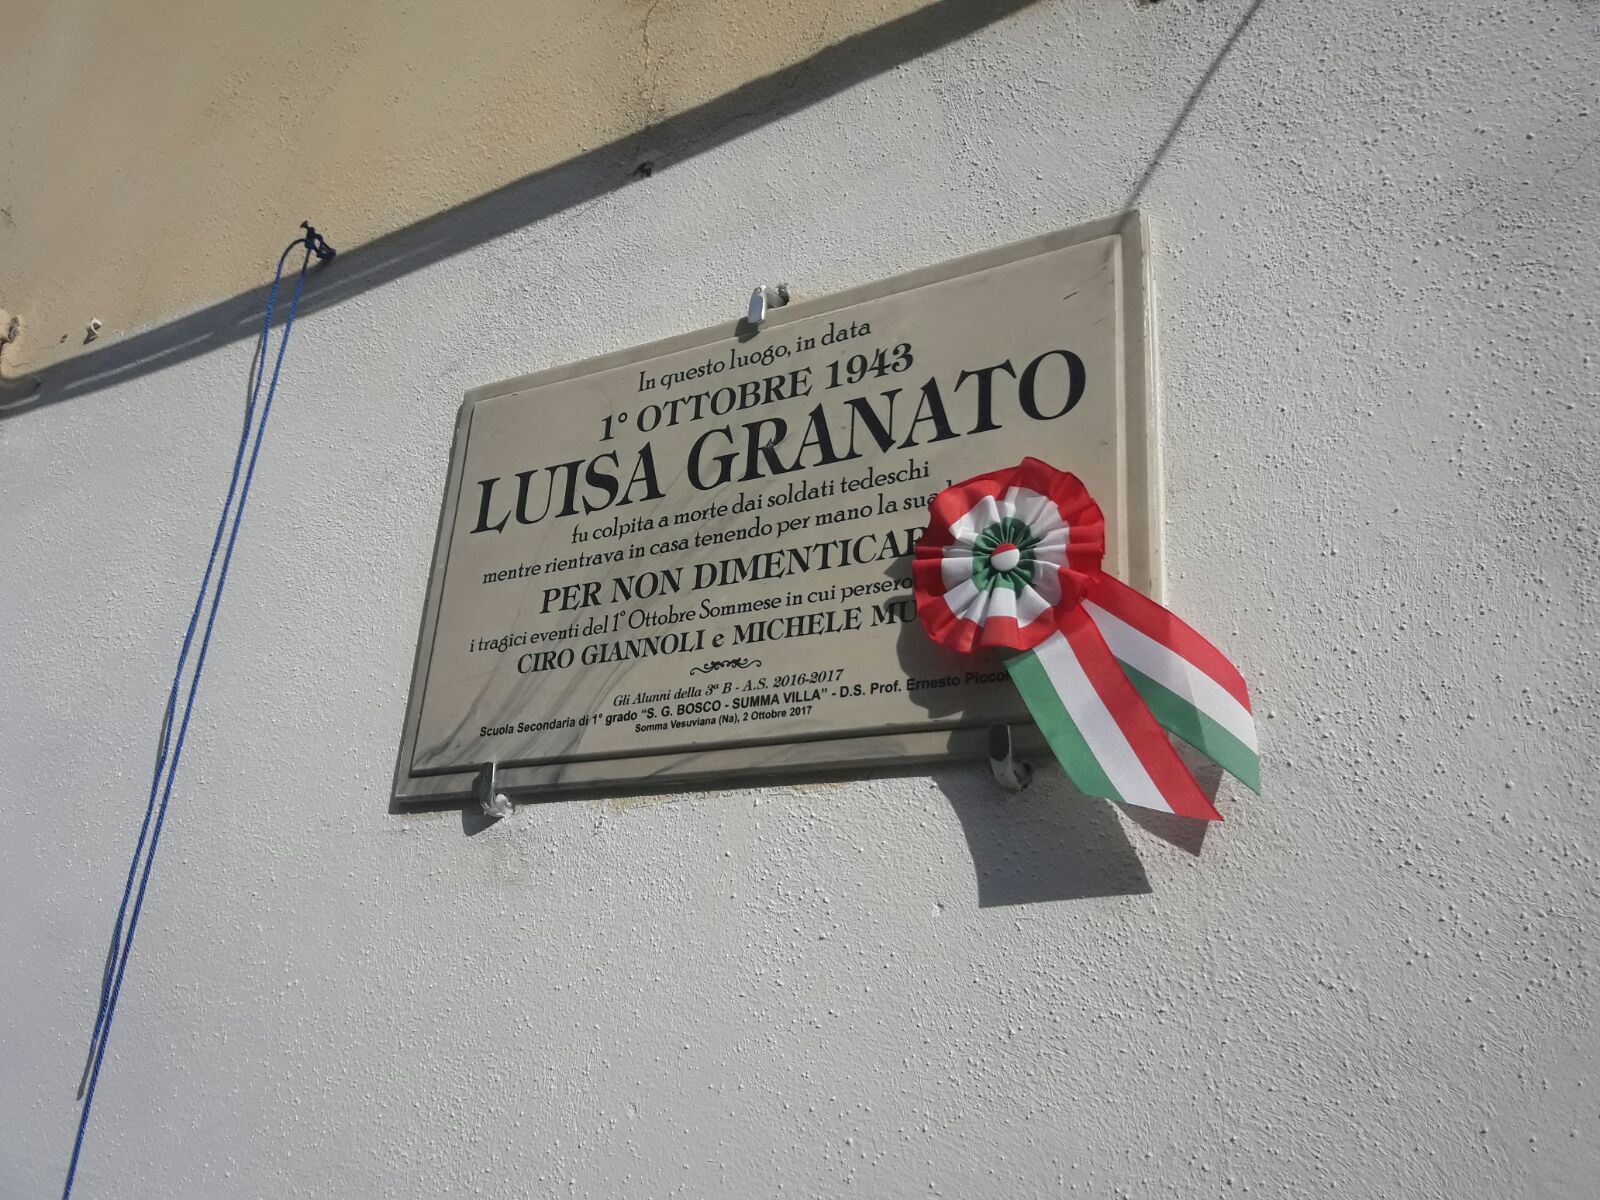 In questo luogo, in data
1° OTTOBRE 1943
LUISA GRANATO
fu colpita a morte dai soldati tedeschi
mentre rientrava in casa tenendo per mano la sua
PER NON DIMENTICAR
i tragici eventi del 1° Ottobre Sommese in cui persero
CIRO GIANNOLI e MICHELE MU
Gli Alunni della 3ª B - A.S. 2016-2017
Scuola Secondaria di 1° grado "S. G. BOSCO - SUMMA VILLA" - D.S. Prof. Ernesto Piccol
Somma Vesuviana (Na), 2 Ottobre 2017